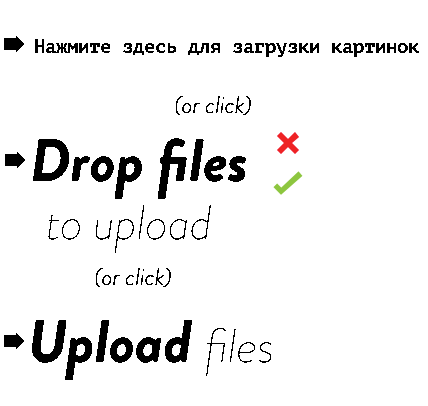 Нажмите здесь для загрузки картинок
(or click)
Drop files
to upload
(or click)
Upload files